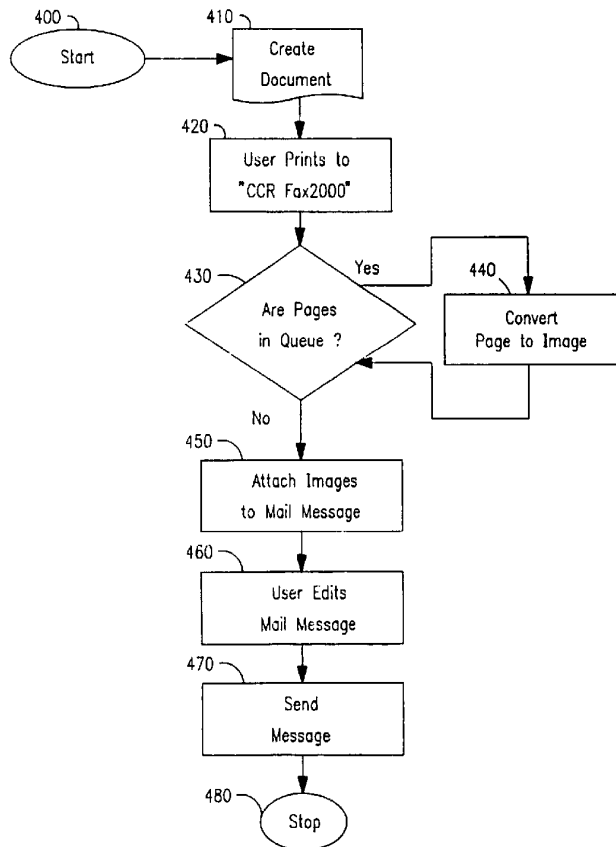 400
Start
410
Create
Document
420
User Prints to
"CCR Fax2000"
430
Are Pages
in Queue ?
Yes
440
Convert
Page to Image
No
450
Attach Images
to Mail Message
460
User Edits
Mail Message
470
Send
Message
480
Stop